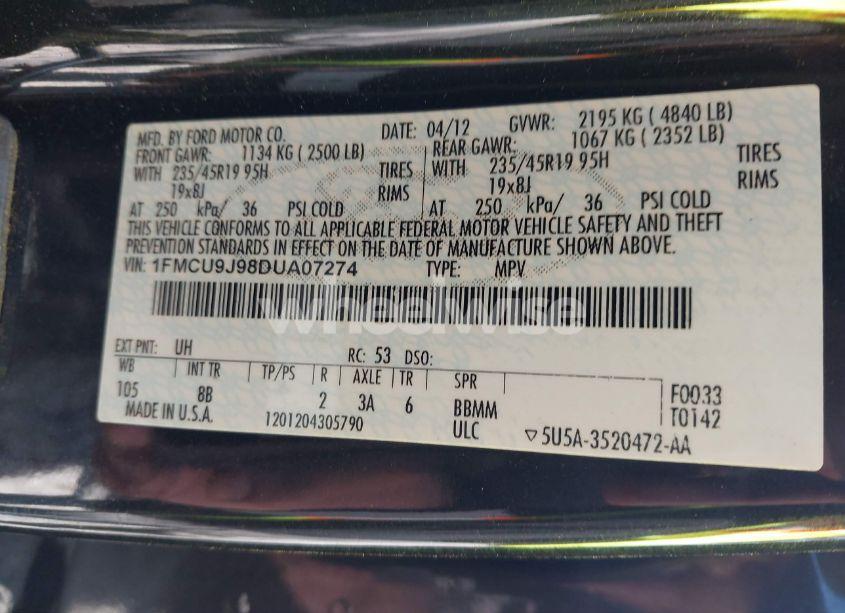 MFD. BY FORD MOTOR CO. DATE: 04/12 GVWR: 2195 KG ( 4840 LB)
FRONT GAWR: 1134 KG ( 2500 LB) REAR GAWR: 1067 KG ( 2352 LB)
WITH 235/45R19 95H TIRES WITH 235/45R19 95H TIRES
19x8J RIMS 19x8J RIMS
AT 250 kPa/ 36 PSI COLD AT 250 kPa/ 36 PSI COLD
THIS VEHICLE CONFORMS TO ALL APPLICABLE FEDERAL MOTOR VEHICLE SAFETY AND THEFT
PREVENTION STANDARDS IN EFFECT ON THE DATE OF MANUFACTURE SHOWN ABOVE.
VIN: 1FMCU9J98DUA07274 TYPE: MPV
wheelwise
EXT PNT: UH RC: 53 DSO:
WB INT TR TP/PS R AXLE TR SPR
105 8B 2 3A 6 BBMM F0033
MADE IN U.S.A. 1201204305790 ULC T0142
▽5U5A-3520472-AA